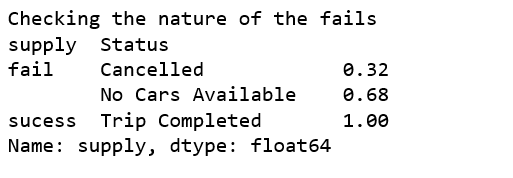 Checking the nature of the fails
supply  Status
fail    Cancelled            0.32
        No Cars Available    0.68
sucess  Trip Completed       1.00
Name: supply, dtype: float64